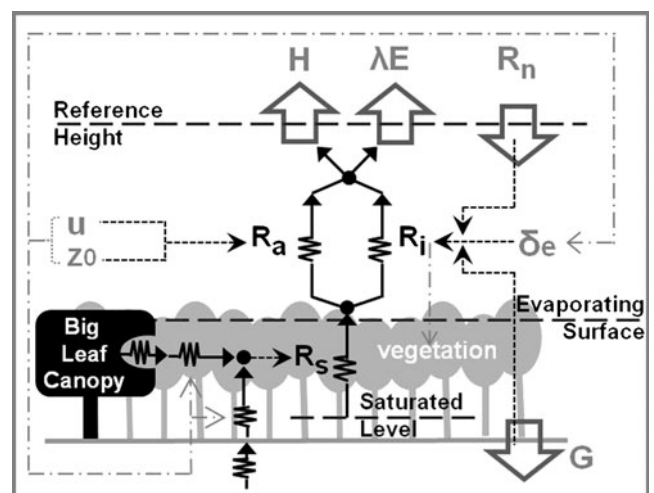 H λE Rn
Reference
Height
u
z0
Ra Ri δe
Evaporating
Surface
Big
Leaf
Canopy
Rs
vegetation
Saturated
Level
G